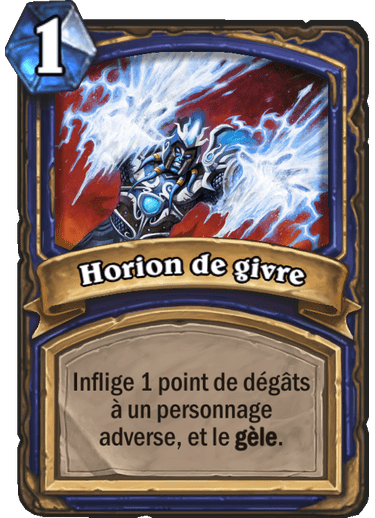 1
Horion de givre
Inflige 1 point de dégâts
à un personnage
adverse, et le gèle.